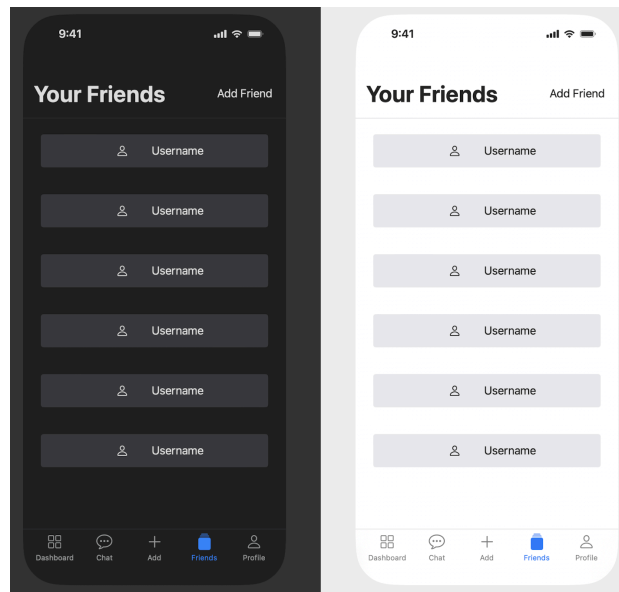 9:41
Your Friends
Add Friend
Username
Username
Username
Username
Username
Username
Dashboard
Chat
Add
Friends
Profile
9:41
Your Friends
Add Friend
Username
Username
Username
Username
Username
Username
Dashboard
Chat
Add
Friends
Profile